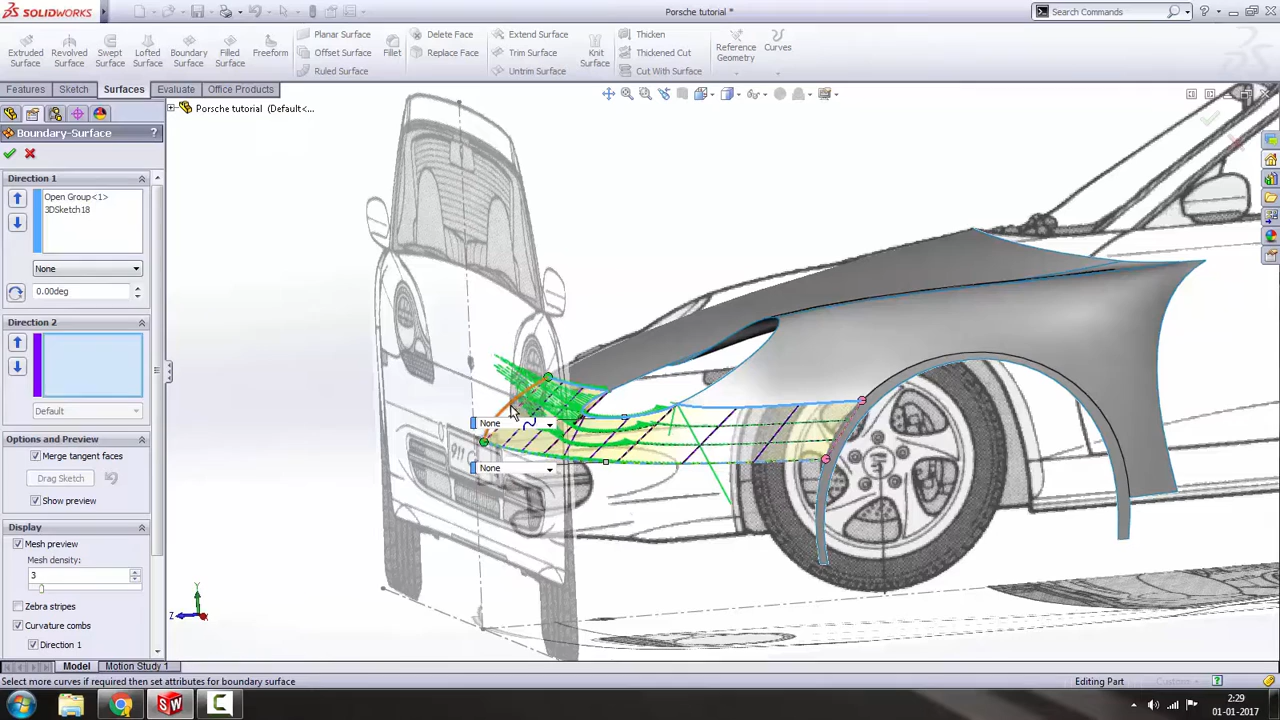 SOLIDWORKS
Porsche tutorial *
Search Commands
Extruded Surface
Revolved Surface
Swept Surface
Lofted Surface
Boundary Surface
Filled Surface
Freeform
Planar Surface
Offset Surface
Ruled Surface
Fillet
Delete Face
Replace Face
Extend Surface
Trim Surface
Untrim Surface
Knit Surface
Thicken
Thickened Cut
Cut With Surface
Reference Geometry
Curves
Features
Sketch
Surfaces
Evaluate
Office Products
Porsche tutorial (Default<...
Boundary-Surface
?
Direction 1
Open Group<1>
3DSketch18
None
0.00deg
Direction 2
Default
Options and Preview
Merge tangent faces
Drag Sketch
Show preview
Display
Mesh preview
Mesh density:
3
Zebra stripes
Curvature combs
Direction 1
None
None
911
Y
Z
Model
Motion Study 1
Select more curves if required then set attributes for boundary surface
Editing Part
Custom
2:29
01-01-2017